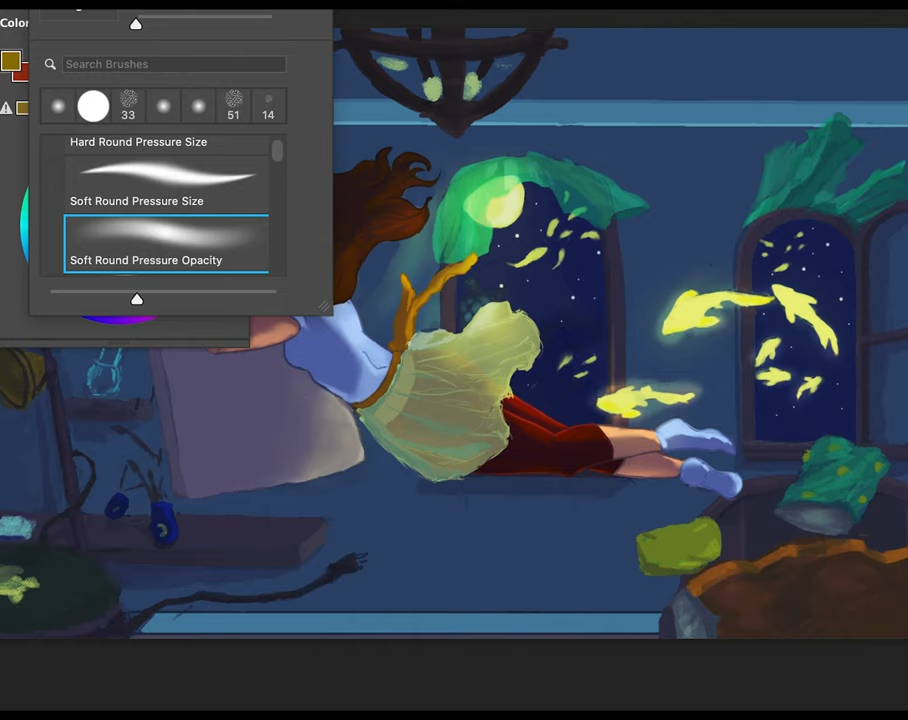 Color
Search Brushes
33
51
14
Hard Round Pressure Size
Soft Round Pressure Size
Soft Round Pressure Opacity